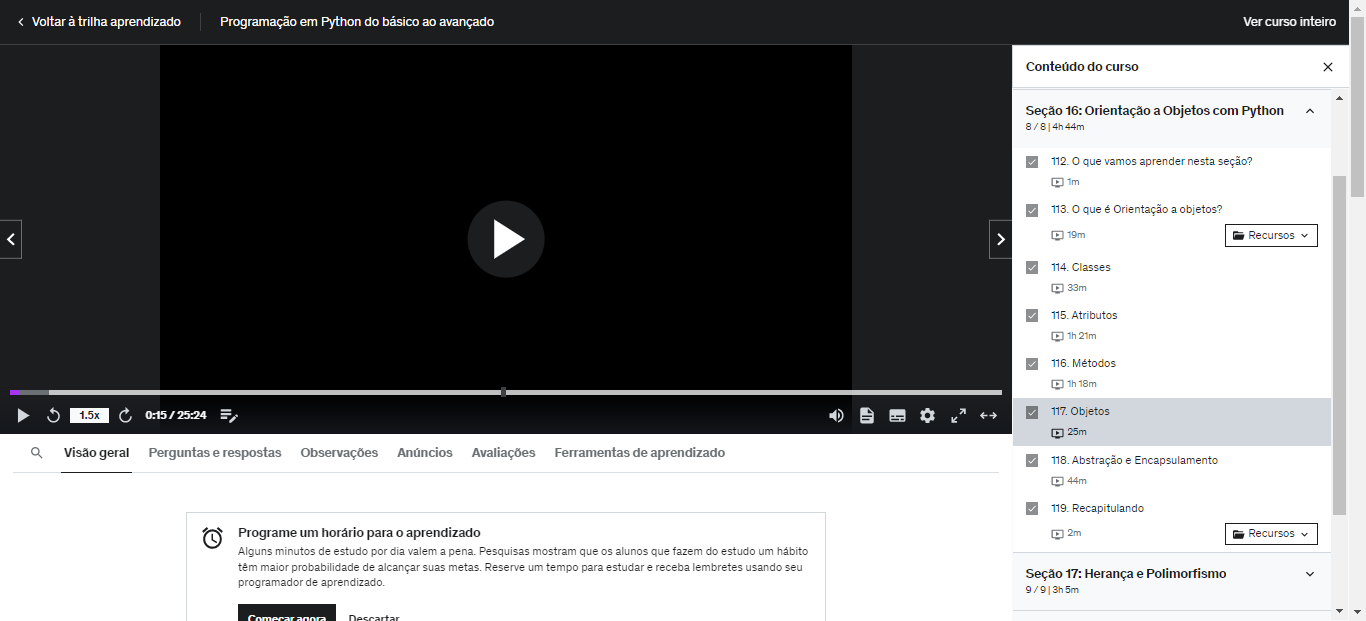 Voltar à trilha aprendizado
Programação em Python do básico ao avançado
Ver curso inteiro
1.5x
0:15 / 25:24
Visão geral
Perguntas e respostas
Observações
Anúncios
Avaliações
Ferramentas de aprendizado
Programe um horário para o aprendizado
Alguns minutos de estudo por dia valem a pena. Pesquisas mostram que os alunos que fazem do estudo um hábito
têm maior probabilidade de alcançar suas metas. Reserve um tempo para estudar e receba lembretes usando seu
programador de aprendizado.
Começar agora
Descartar
Conteúdo do curso
Seção 16: Orientação a Objetos com Python
8 / 8 | 4h 44m
112. O que vamos aprender nesta seção?
1m
113. O que é Orientação a objetos?
19m
Recursos
114. Classes
33m
115. Atributos
1h 21m
116. Métodos
1h 18m
117. Objetos
25m
118. Abstração e Encapsulamento
44m
119. Recapitulando
2m
Recursos
Seção 17: Herança e Polimorfismo
9 / 9 | 3h 5m